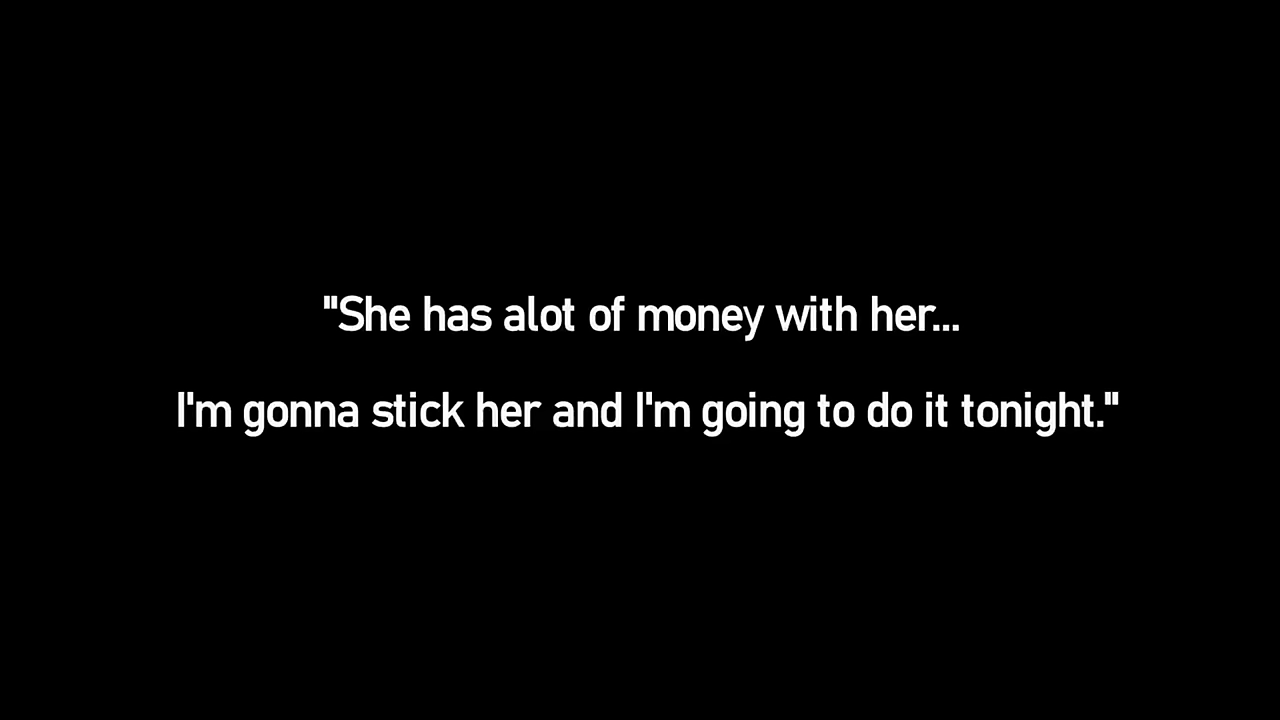 "She has alot of money with her...
I'm gonna stick her and I'm going to do it tonight."